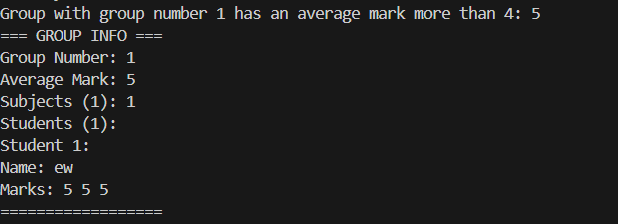 Group with group number 1 has an average mark more than 4: 5
=== GROUP INFO ===
Group Number: 1
Average Mark: 5
Subjects (1): 1
Students (1):
Student 1:
Name: ew
Marks: 5 5 5
==================